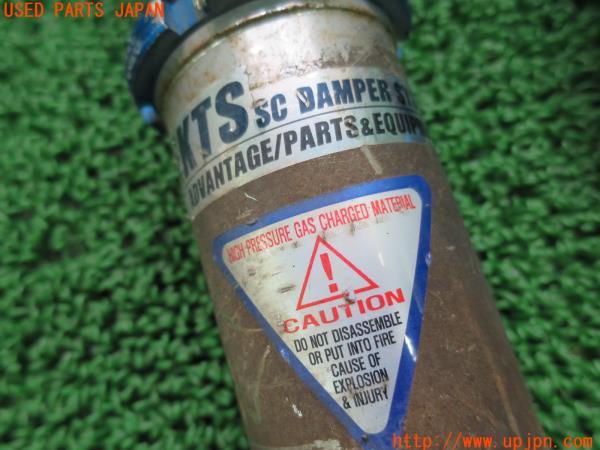 USED PARTS JAPAN
KTS SC DAMPER
ADVANTAGE/PARTS&EQUIP
HIGH PRESSURE GAS CHARGED MATERIAL
!
CAUTION
DO NOT DISASSEMBLE
OR PUT INTO FIRE
CAUSE OF
EXPLOSION
& INJURY
http://www.upjpn.com/